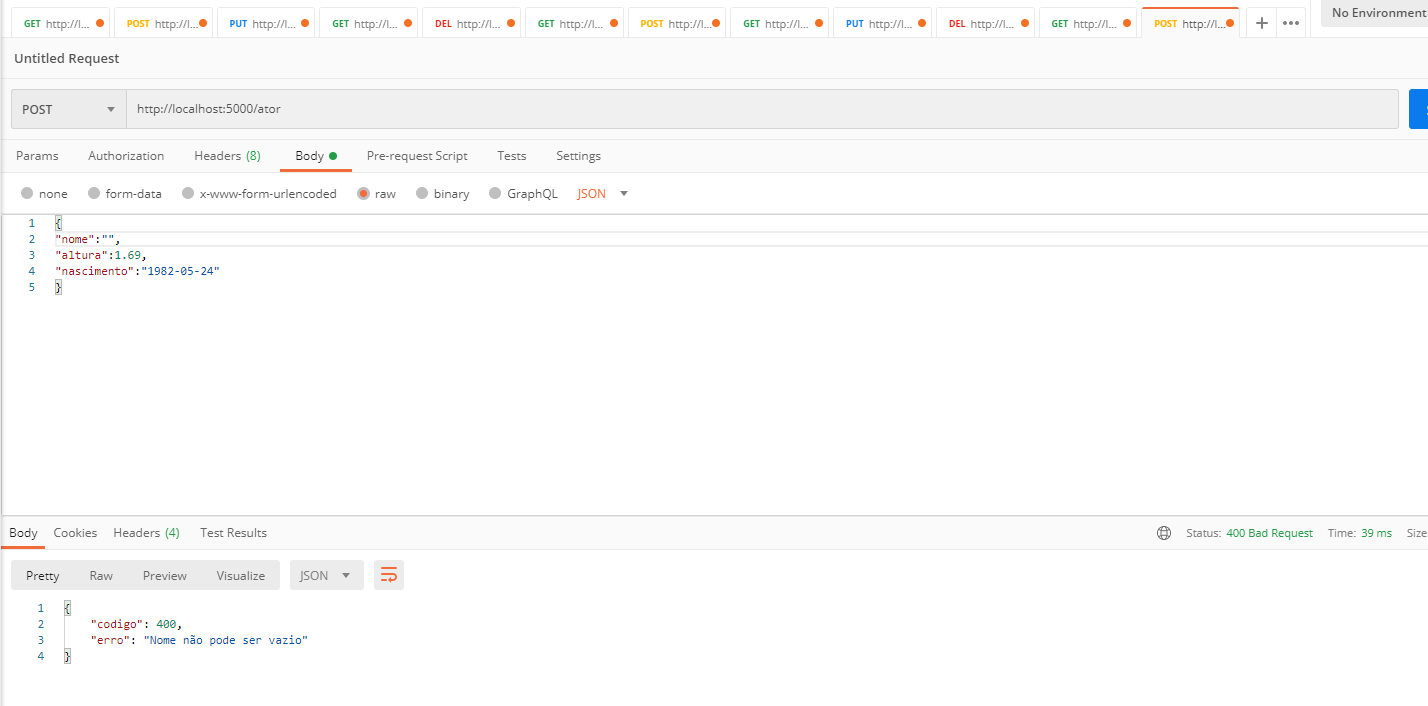 GET http://l... POST http://l... PUT http://l... GET http://l... DEL http://l... GET http://l... POST http://l... GET http://l... PUT http://l... DEL http://l... GET http://l... POST http://l... + ••• No Environment
Untitled Request
POST http://localhost:5000/ator
Params Authorization Headers (8) Body Pre-request Script Tests Settings
none form-data x-www-form-urlencoded raw binary GraphQL JSON
1 {
2 "nome":"",
3 "altura":1.69,
4 "nascimento":"1982-05-24"
5 }
Body Cookies Headers (4) Test Results Status: 400 Bad Request Time: 39 ms Size
Pretty Raw Preview Visualize JSON
1 {
2 "codigo": 400,
3 "erro": "Nome não pode ser vazio"
4 }